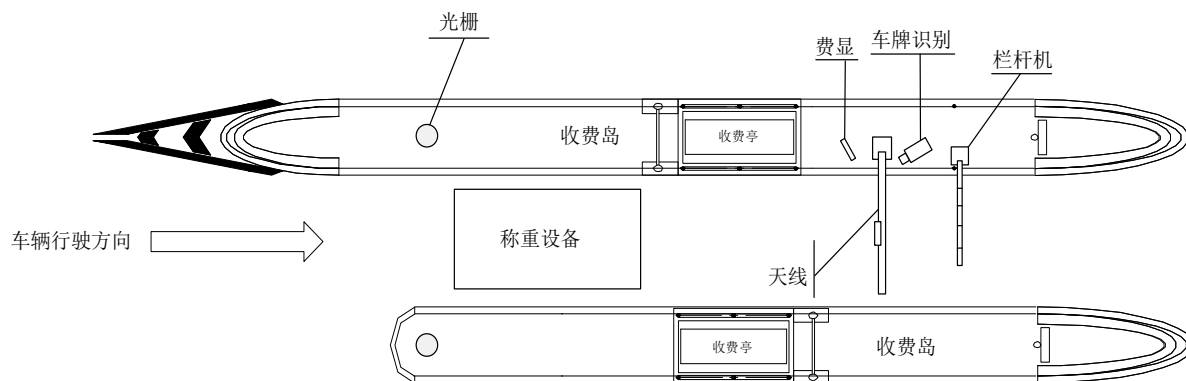 光栅
费显
车牌识别
栏杆机
收费岛
收费亭
车辆行驶方向
称重设备
天线
收费亭
收费岛